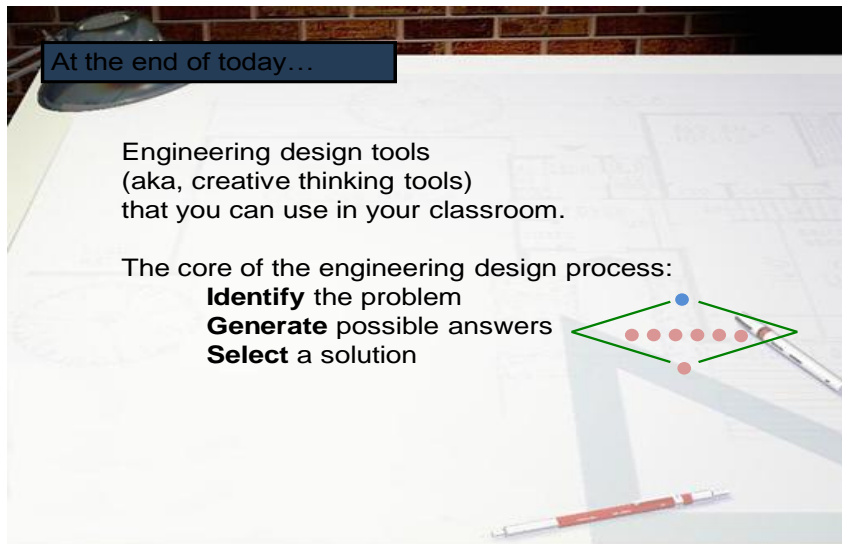 At the end of today…
Engineering design tools
(aka, creative thinking tools)
that you can use in your classroom.
The core of the engineering design process:
Identify the problem
Generate possible answers
Select a solution